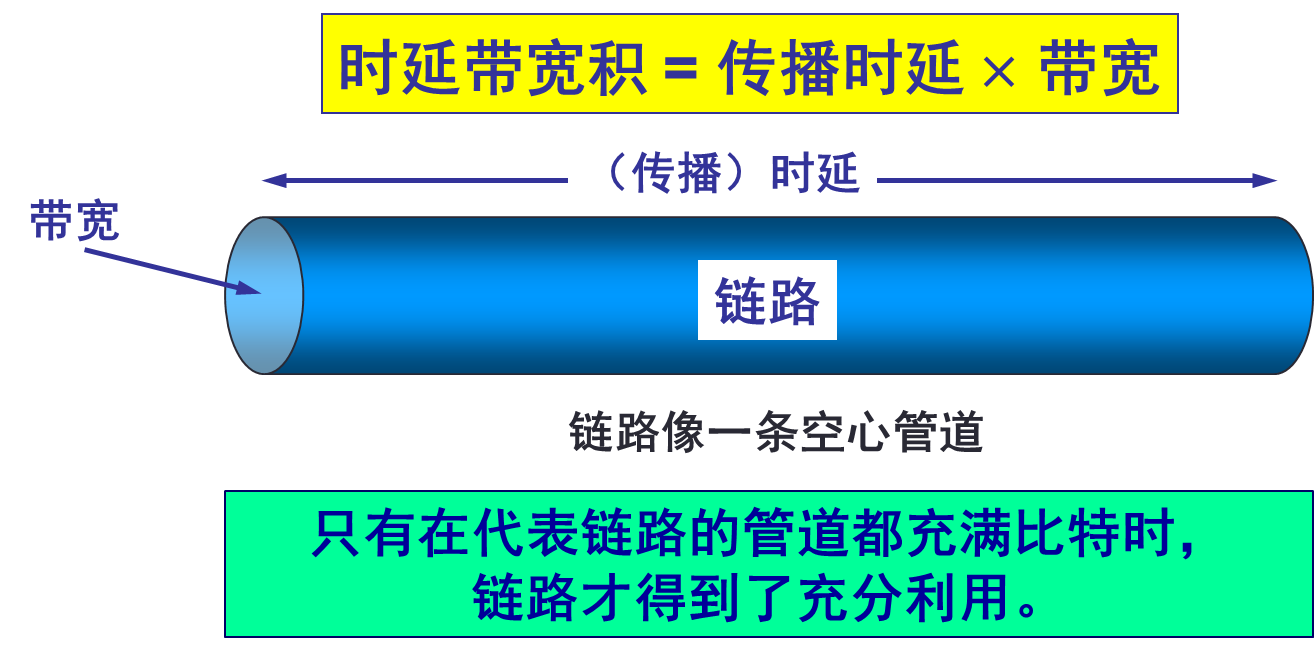 时延带宽积 = 传播时延 × 带宽
（传播）时延
带宽
链路
链路像一条空心管道
只有在代表链路的管道都充满比特时，
链路才得到了充分利用。